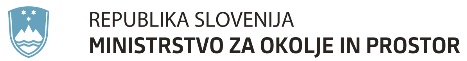 REPUBLIKA SLOVENIJA
MINISTRSTVO ZA OKOLJE IN PROSTOR